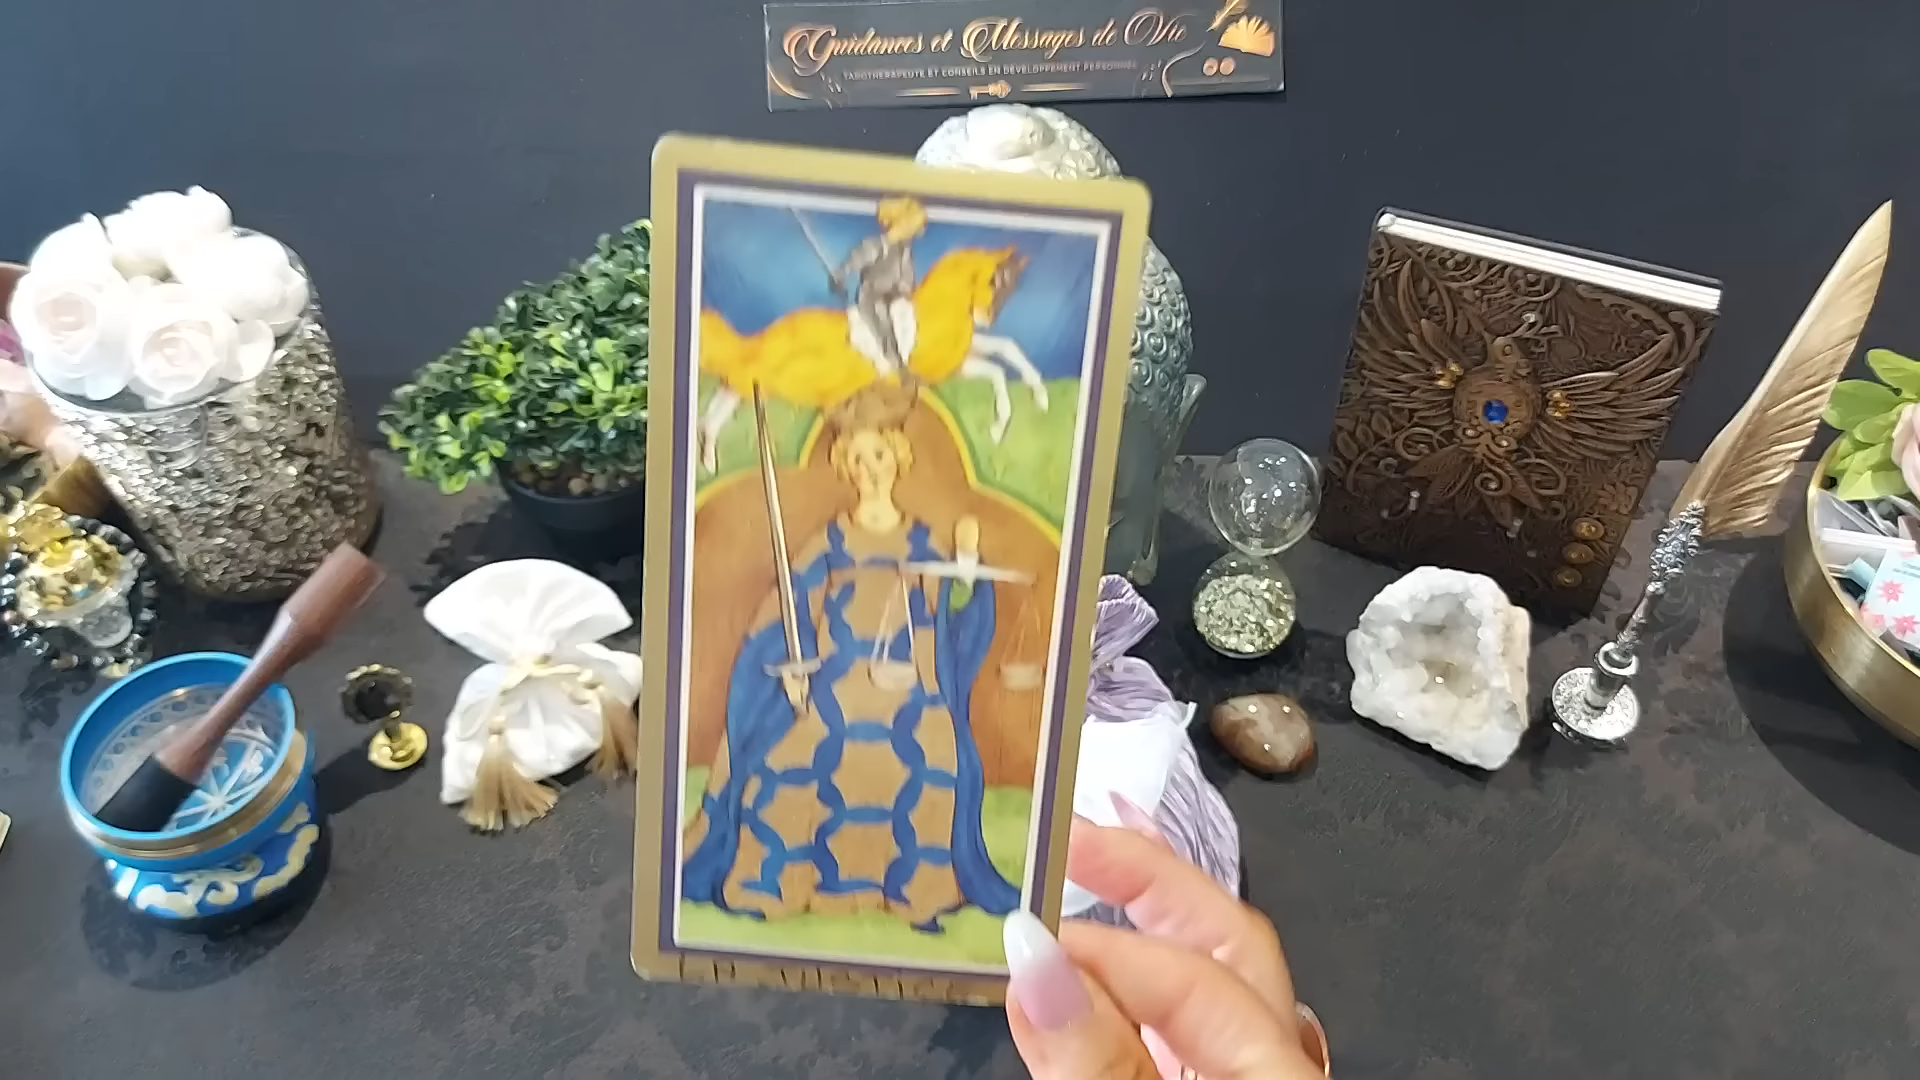 Guidances et Messages de Vie
TAROTHÉRAPEUTE ET CONSEILS EN DÉVELOPPEMENT PERSONNEL